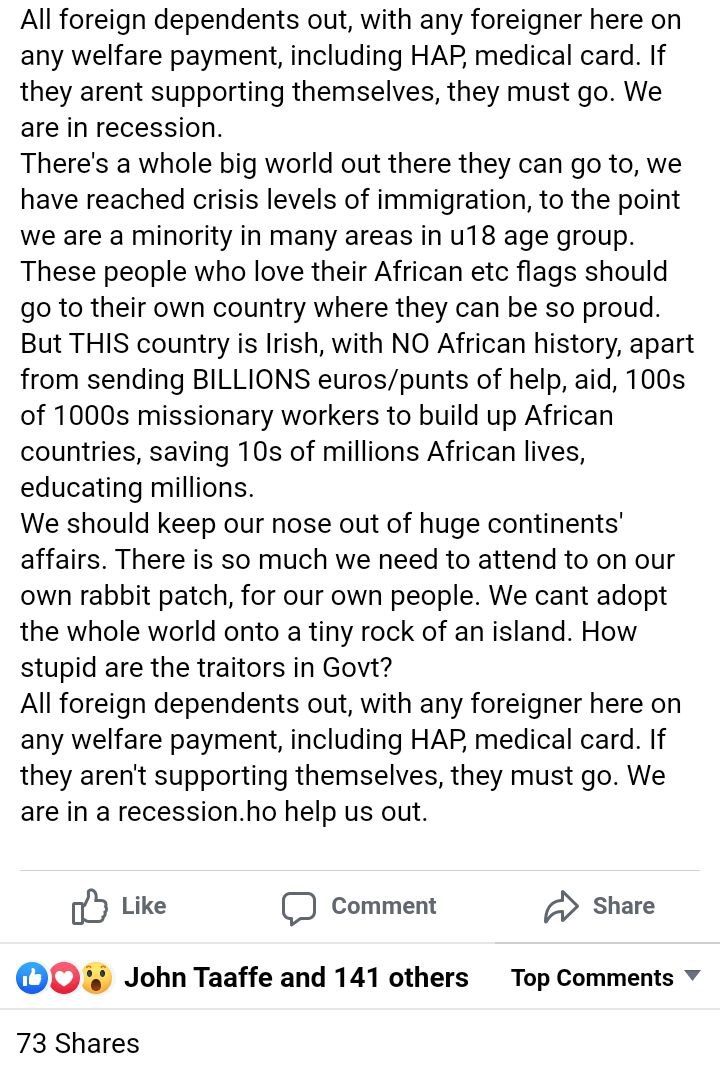 All foreign dependents out, with any foreigner here on
any welfare payment, including HAP, medical card. If
they arent supporting themselves, they must go. We
are in recession.
There's a whole big world out there they can go to, we
have reached crisis levels of immigration, to the point
we are a minority in many areas in u18 age group.
These people who love their African etc flags should
go to their own country where they can be so proud.
But THIS country is Irish, with NO African history, apart
from sending BILLIONS euros/punts of help, aid, 100s
of 1000s missionary workers to build up African
countries, saving 10s of millions African lives,
educating millions.
We should keep our nose out of huge continents'
affairs. There is so much we need to attend to on our
own rabbit patch, for our own people. We cant adopt
the whole world onto a tiny rock of an island. How
stupid are the traitors in Govt?
All foreign dependents out, with any foreigner here on
any welfare payment, including HAP, medical card. If
they aren't supporting themselves, they must go. We
are in a recession.ho help us out.
Like Comment Share
John Taaffe and 141 others Top Comments
73 Shares